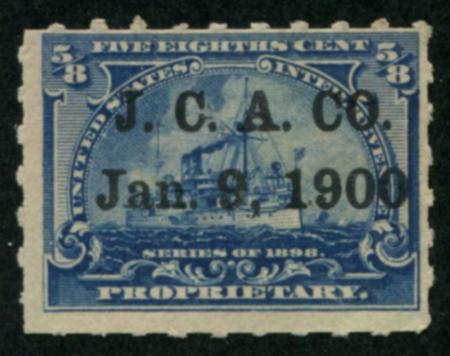 5/8 FIVE EIGHTHS CENT 5/8
UNITED STATES INTERNAL REVENUE
J. C. A. CO.
Jan. 9, 1900
SERIES OF 1898.
PROPRIETARY.